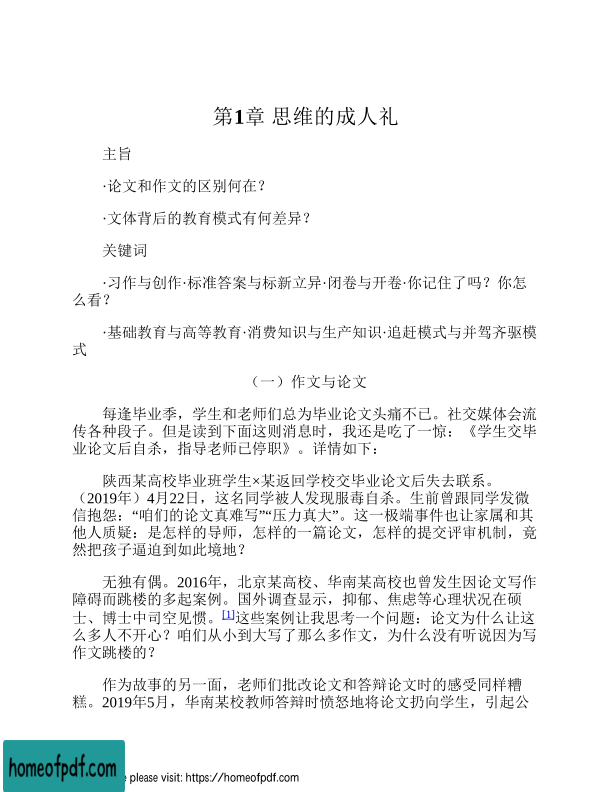 第1章 思维的成人礼
主旨
·论文和作文的区别何在？
·文体背后的教育模式有何差异？
关键词
·习作与创作·标准答案与标新立异·闭卷与开卷·你记住了吗？你怎
么看？
·基础教育与高等教育·消费知识与生产知识·追赶模式与并驾齐驱模
式
（一）作文与论文
每逢毕业季，学生和老师们总为毕业论文头痛不已。社交媒体会流
传各种段子。但是读到下面这则消息时，我还是吃了一惊：《学生交毕
业论文后自杀，指导老师已停职》。详情如下：
陕西某高校毕业班学生×某返回学校交毕业论文后失去联系。
（2019年）4月22日，这名同学被人发现服毒自杀。生前曾跟同学发微
信抱怨：“咱们的论文真难写”“压力真大”。这一极端事件也让家属和其
他人质疑：是怎样的导师，怎样的一篇论文，怎样的提交评审机制，竟
然把孩子逼迫到如此境地？
无独有偶。2016年，北京某高校、华南某高校也曾发生因论文写作
障碍而跳楼的多起案例。国外调查显示，抑郁、焦虑等心理状况在硕
士、博士中司空见惯。[1]这些案例让我思考一个问题：论文为什么让这
么多人不开心？咱们从小到大写了那么多作文，为什么没有听说因为写
作文跳楼的？
作为故事的另一面，老师们批改论文和答辩论文时的感受同样糟
糕。2019年5月，华南某校教师答辩时愤怒地将论文扔向学生，引起公
homeofpdf.com
please visit: https://homeofpdf.com